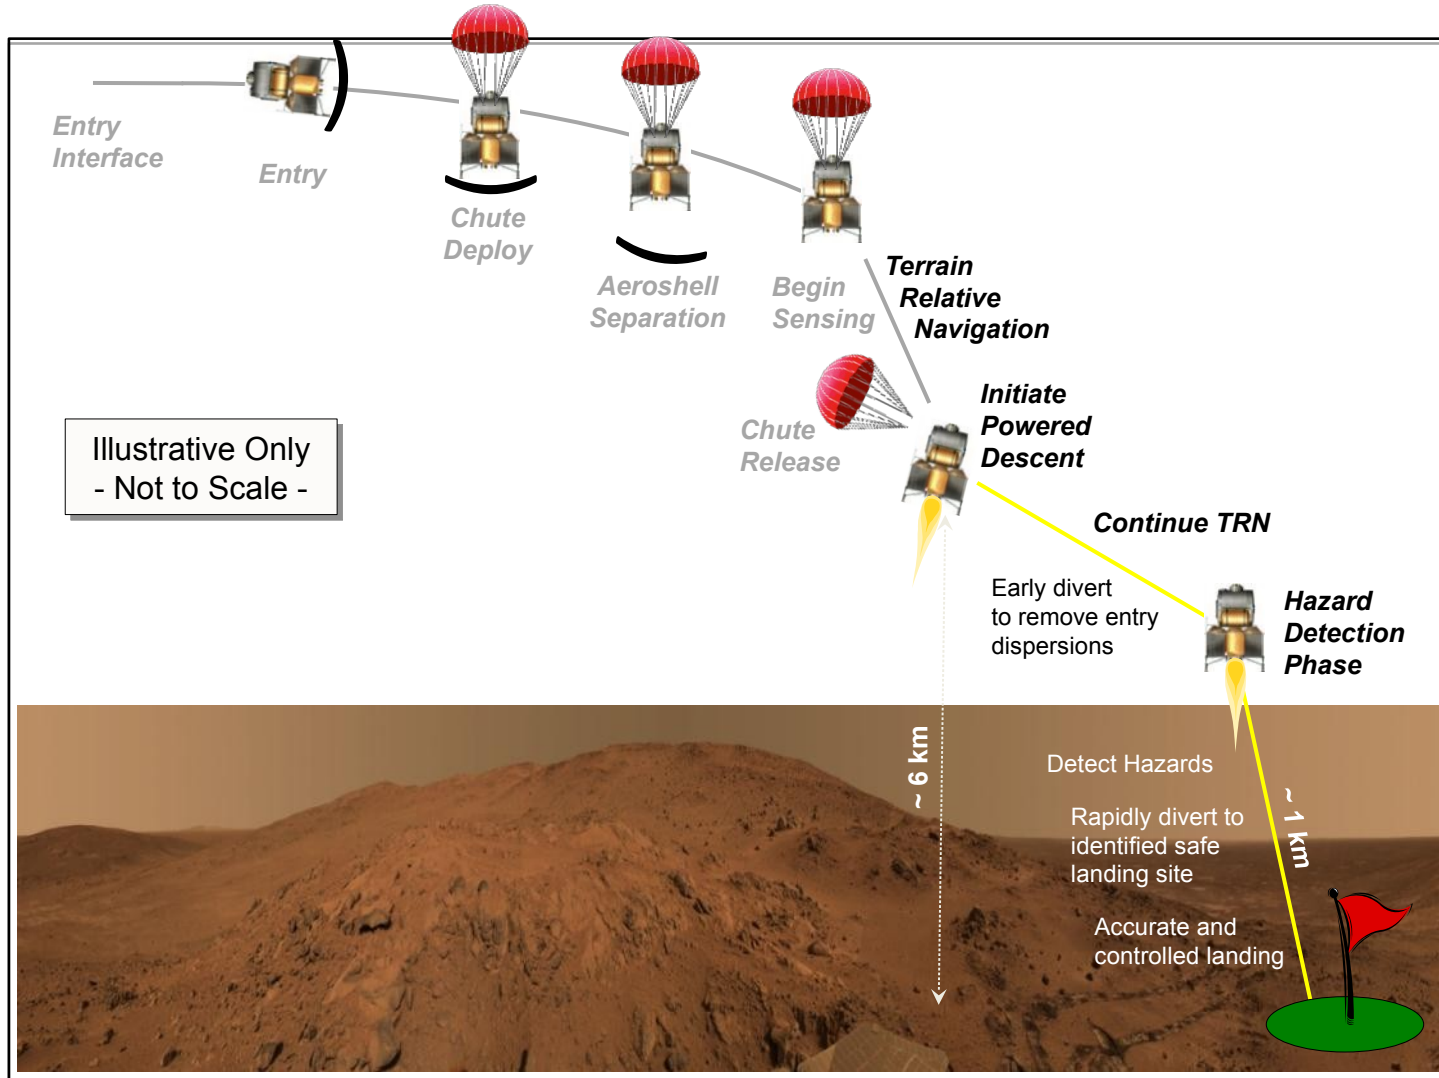 Entry
Interface
Entry
Chute
Deploy
Aeroshell
Separation
Begin
Sensing
Terrain
Relative
Navigation
Chute
Release
Initiate
Powered
Descent
Illustrative Only
- Not to Scale -
Continue TRN
Early divert
to remove entry
dispersions
Hazard
Detection
Phase
~ 6 km
Detect Hazards
~ 1 km
Rapidly divert to
identified safe
landing site
Accurate and
controlled landing